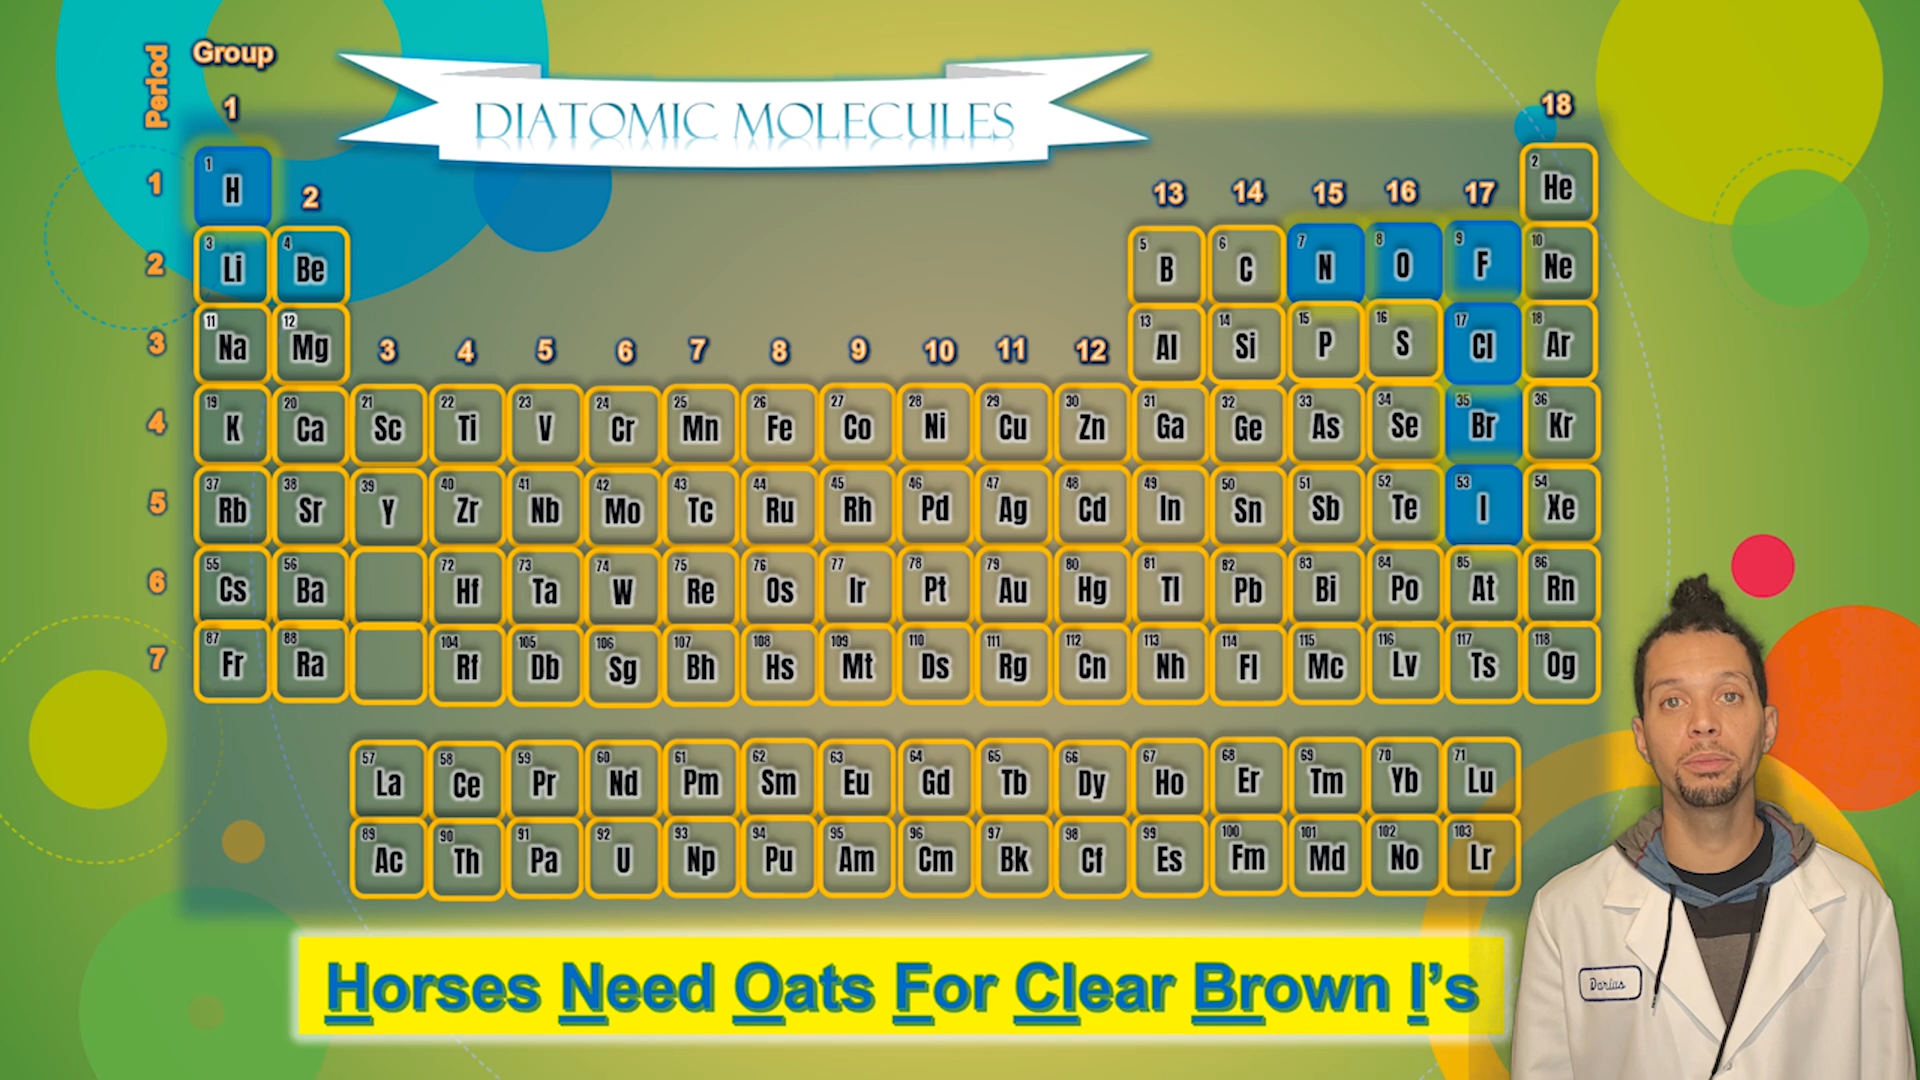 Period
Group
1
18
DIATOMIC MOLECULES
1 1 H 2 He
2 13 14 15 16 17
2 3 Li 4 Be 5 B 6 C 7 N 8 O 9 F 10 Ne
3 11 Na 12 Mg 13 Al 14 Si 15 P 16 S 17 Cl 18 Ar
3 4 5 6 7 8 9 10 11 12
4 19 K 20 Ca 21 Sc 22 Ti 23 V 24 Cr 25 Mn 26 Fe 27 Co 28 Ni 29 Cu 30 Zn 31 Ga 32 Ge 33 As 34 Se 35 Br 36 Kr
5 37 Rb 38 Sr 39 Y 40 Zr 41 Nb 42 Mo 43 Tc 44 Ru 45 Rh 46 Pd 47 Ag 48 Cd 49 In 50 Sn 51 Sb 52 Te 53 I 54 Xe
6 55 Cs 56 Ba 72 Hf 73 Ta 74 W 75 Re 76 Os 77 Ir 78 Pt 79 Au 80 Hg 81 Tl 82 Pb 83 Bi 84 Po 85 At 86 Rn
7 87 Fr 88 Ra 104 Rf 105 Db 106 Sg 107 Bh 108 Hs 109 Mt 110 Ds 111 Rg 112 Cn 113 Nh 114 Fl 115 Mc 116 Lv 117 Ts 118 Og
57 La 58 Ce 59 Pr 60 Nd 61 Pm 62 Sm 63 Eu 64 Gd 65 Tb 66 Dy 67 Ho 68 Er 69 Tm 70 Yb 71 Lu
89 Ac 90 Th 91 Pa 92 U 93 Np 94 Pu 95 Am 96 Cm 97 Bk 98 Cf 99 Es 100 Fm 101 Md 102 No 103 Lr
Horses Need Oats For Clear Brown I's
Darius